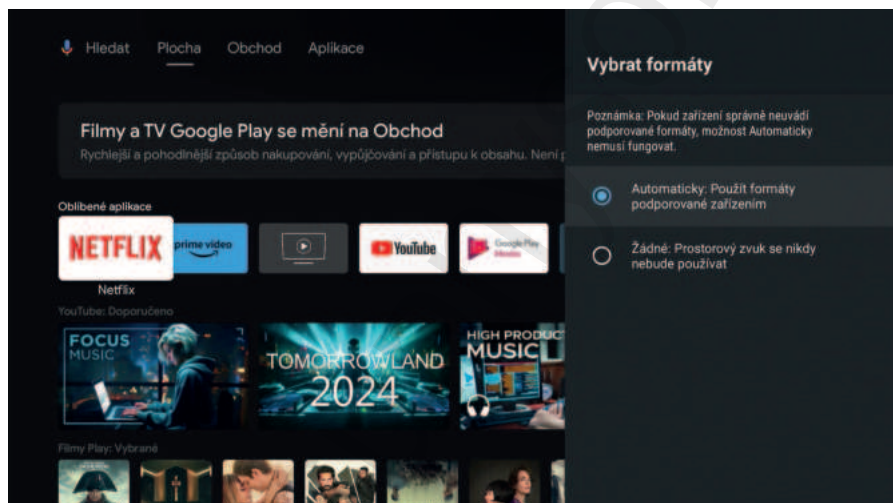 Hledat Plocha Obchod Aplikace
Filmy a TV Google Play se mění na Obchod
Rychlejší a pohodlnější způsob nakupování, vypůjčování a přístupu k obsahu. Není
Oblíbené aplikace
NETFLIX
prime video
YouTube
Google Play
Movies
Netflix
YouTube: Doporučeno
FOCUS
MUSIC
TOMORROWLAND
2024
HIGH PRODUC
MUSIC
Filmy Play: Vybrané
Vybrat formáty
Poznámka: Pokud zařízení správně neuvádí
podporované formáty, možnost Automaticky
nemusí fungovat.
Automaticky: Použít formáty
podporované zařízením
Žádné: Prostorový zvuk se nikdy
nebude používat